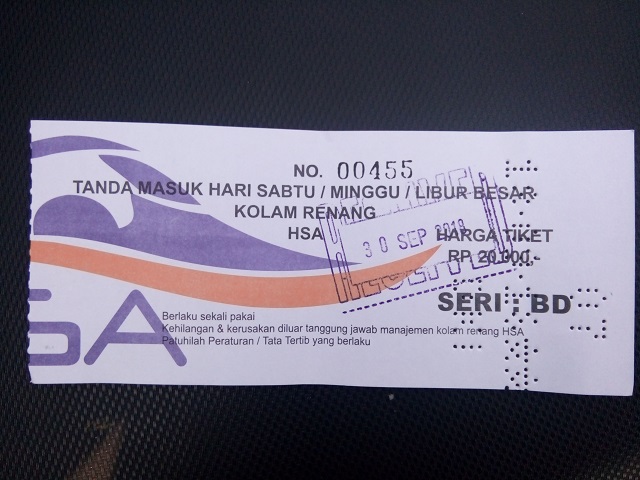 NO. 00455
TANDA MASUK HARI SABTU / MINGGU / LIBUR BESAR
KOLAM RENANG
HSA
30 SEP 2018
HARGA TIKET
RP 20.000,-
SERI : BD
SA
Berlaku sekali pakai
Kehilangan & kerusakan diluar tanggung jawab manajemen kolam renang HSA
Patuhilah Peraturan / Tata Tertib yang berlaku